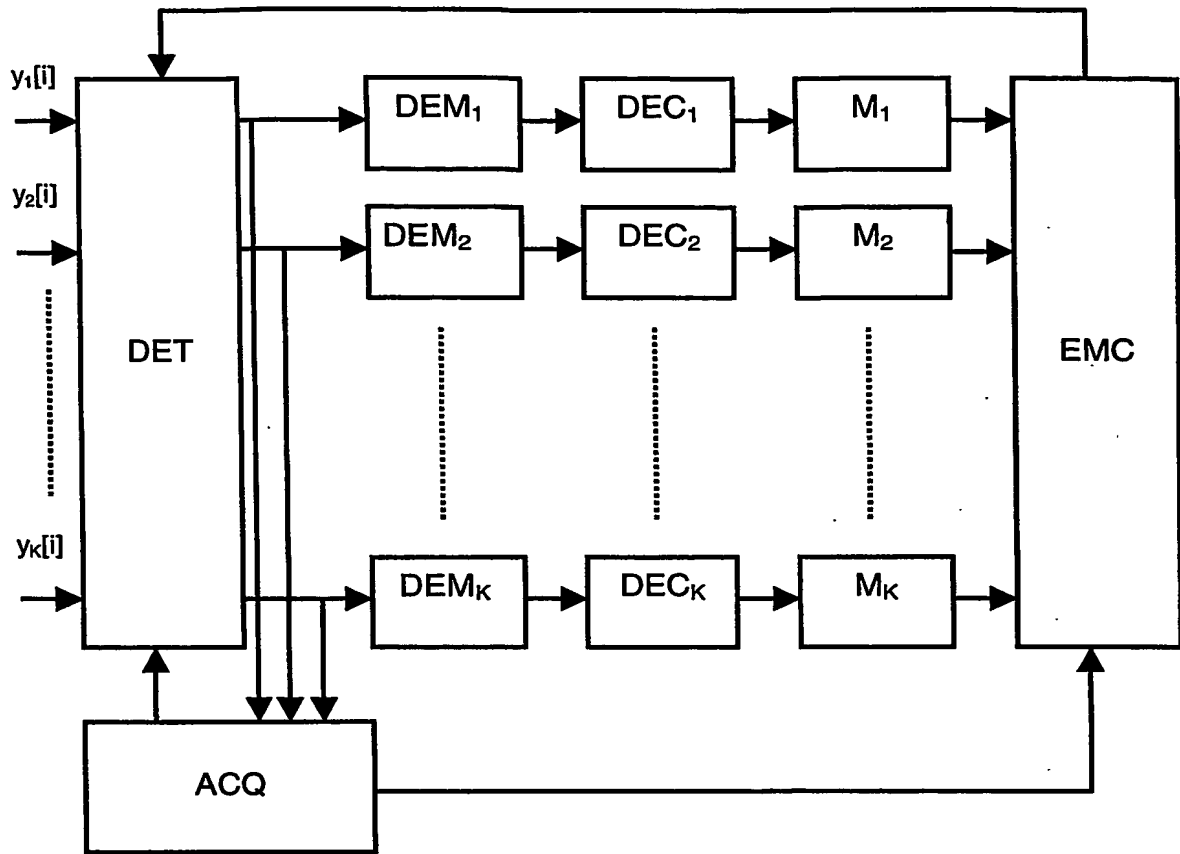 y₁[i]
DEM₁
DEC₁
M₁
y₂[i]
DEM₂
DEC₂
M₂
DET
EMC
yK[i]
DEMK
DECK
MK
ACQ